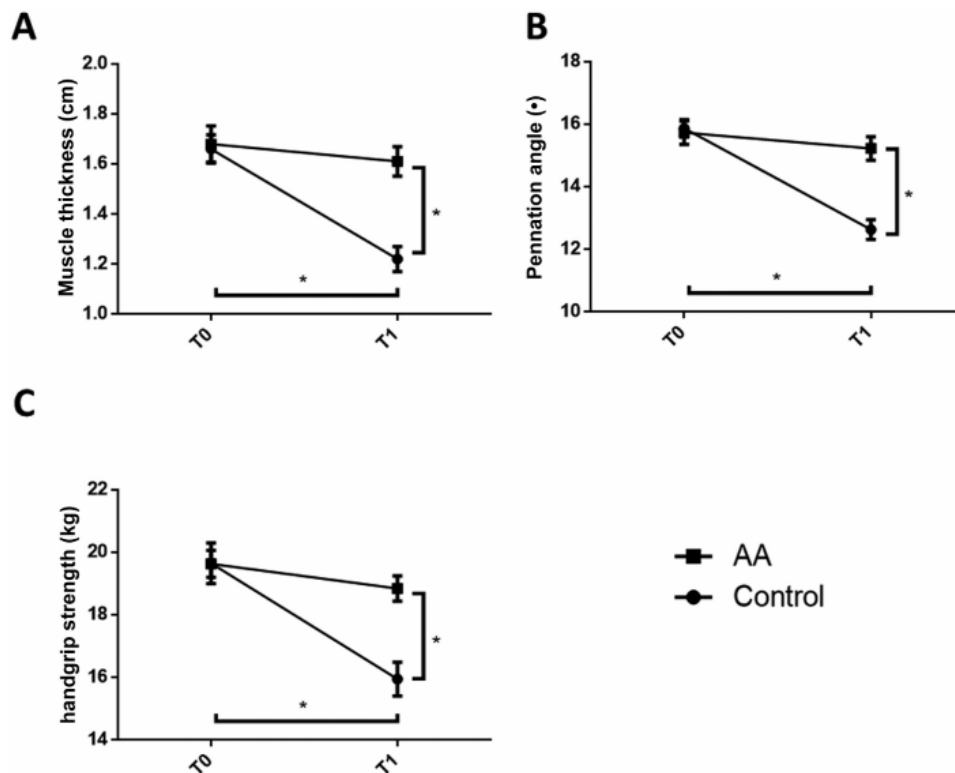 A
Muscle thickness (cm)
2.0
1.8
1.6
1.4
1.2
1.0
*
*
T0
T1
B
Pennation angle (•)
18
16
14
12
10
*
*
T0
T1
C
handgrip strength (kg)
22
20
18
16
14
*
*
T0
T1
AA
Control